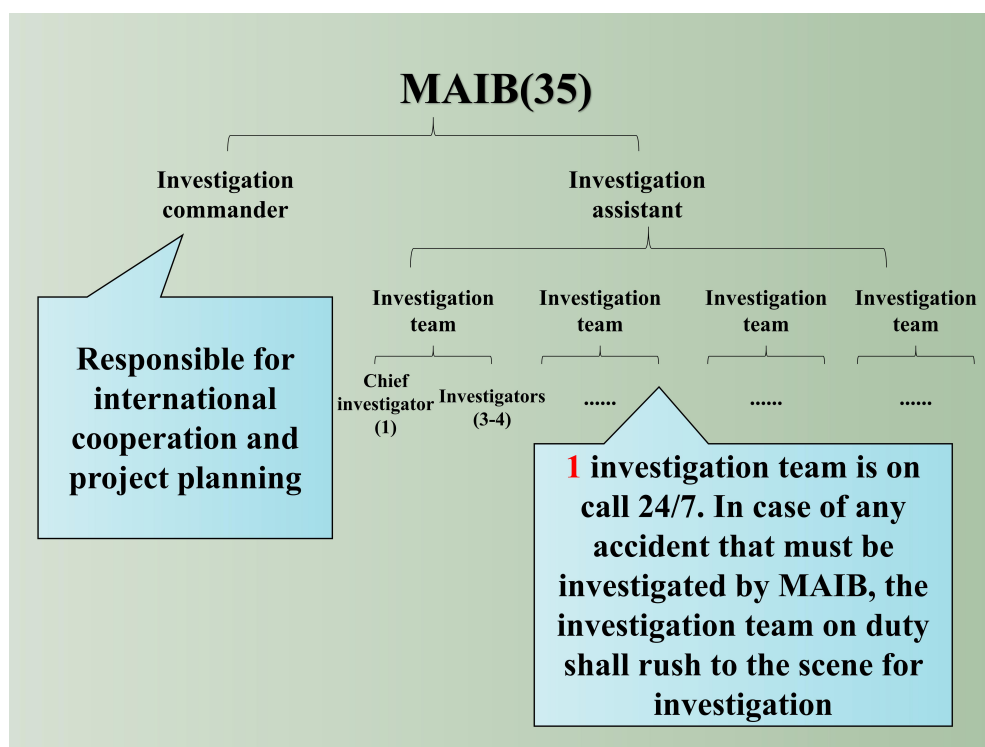 MAIB(35)
Investigation
commander
Investigation
assistant
Responsible for
international
cooperation and
project planning
Investigation
team
Investigation
team
Investigation
team
Investigation
team
Chief
investigator
(1)
Investigators
(3-4)
......
......
......
1 investigation team is on
call 24/7. In case of any
accident that must be
investigated by MAIB, the
investigation team on duty
shall rush to the scene for
investigation